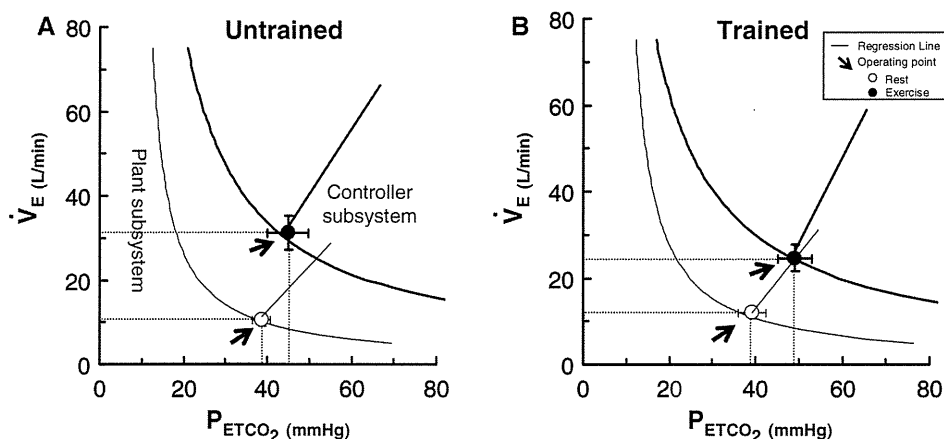 A Untrained
80
60
40
20
0
V̇E (L/min)
Plant subsystem
Controller
subsystem
0 20 40 60 80
PETCO2 (mmHg)
B Trained
80
60
40
20
0
V̇E (L/min)
Regression Line
Operating point
Rest
Exercise
0 20 40 60 80
PETCO2 (mmHg)